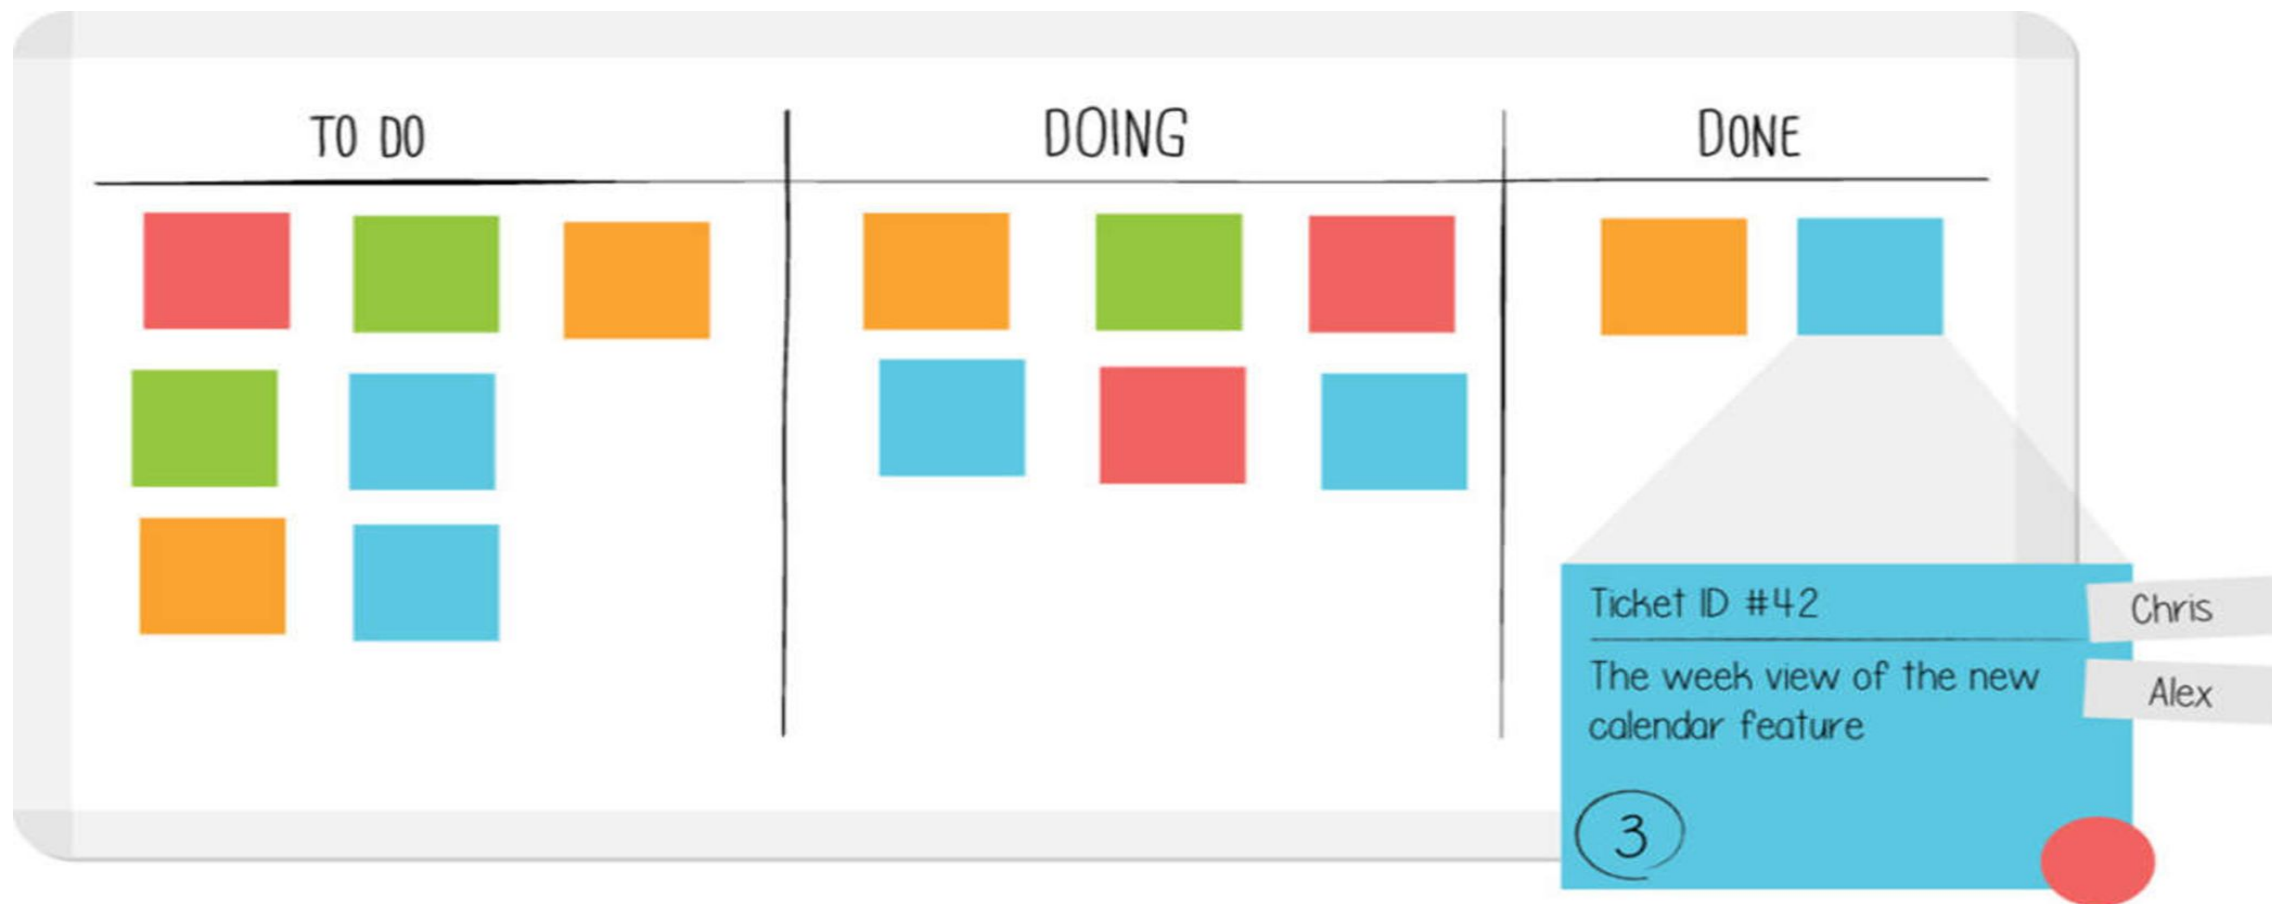 TO DO
DOING
DONE
Ticket ID #42
Chris
The week view of the new
Alex
calendar feature
3